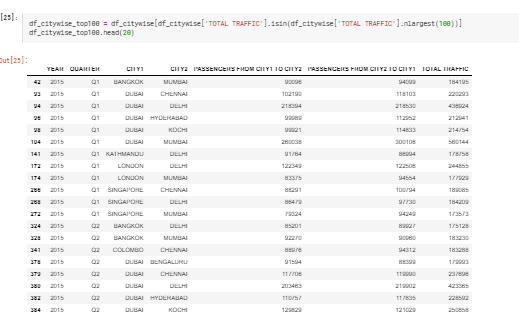 [25]: df_citywise_top100 = df_citywise[df_citywise['TOTAL TRAFFIC'].isin(df_citywise['TOTAL TRAFFIC'].nlargest(100))]
df_citywise_top100.head(20)
Out[25]:
YEAR QUARTER CITY1 CITY2 PASSENGERS FROM CITY1 TO CITY2 PASSENGERS FROM CITY2 TO CITY1 TOTAL TRAFFIC
42 2015 Q1 BANGKOK MUMBAI 90096 94099 184195
93 2015 Q1 DUBAI CHENNAI 102190 118103 220293
94 2015 Q1 DUBAI DELHI 218394 218530 436924
96 2015 Q1 DUBAI HYDERABAD 99989 112952 212941
98 2015 Q1 DUBAI KOCHI 99921 114833 214754
104 2015 Q1 DUBAI MUMBAI 260038 300106 560144
141 2015 Q1 KATHMANDU DELHI 91764 86994 178758
172 2015 Q1 LONDON DELHI 122349 122506 244855
174 2015 Q1 LONDON MUMBAI 83375 94554 177929
266 2015 Q1 SINGAPORE CHENNAI 88291 100794 189085
268 2015 Q1 SINGAPORE DELHI 86479 97730 184209
272 2015 Q1 SINGAPORE MUMBAI 79324 94249 173573
324 2015 Q2 BANGKOK DELHI 85201 89927 175128
328 2015 Q2 BANGKOK MUMBAI 92270 90960 183230
341 2015 Q2 COLOMBO CHENNAI 88976 94312 183288
378 2015 Q2 DUBAI BENGALURU 91594 88399 179993
379 2015 Q2 DUBAI CHENNAI 117706 119990 237696
380 2015 Q2 DUBAI DELHI 203463 219902 423365
382 2015 Q2 DUBAI HYDERABAD 110757 117835 228592
384 2015 Q2 DUBAI KOCHI 129829 121029 250858